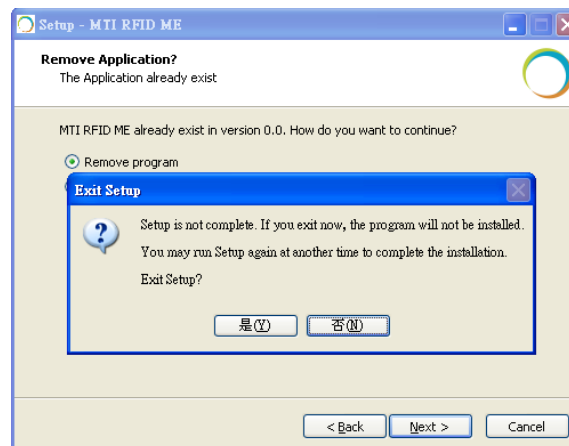 Setup - MTI RFID ME
Remove Application?
The Application already exist
MTI RFID ME already exist in version 0.0. How do you want to continue?
Remove program
Exit Setup
Setup is not complete. If you exit now, the program will not be installed.
You may run Setup again at another time to complete the installation.
Exit Setup?
是(Y) 否(N)
< Back Next > Cancel